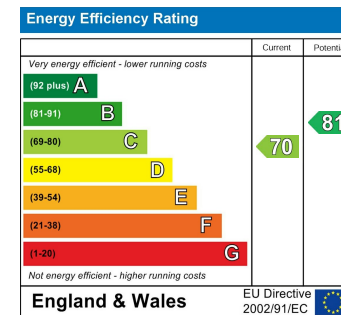 Energy Efficiency Rating
Current Potenti
Very energy efficient - lower running costs
(92 plus) A
(81-91) B
81
(69-80) C
70
(55-68) D
(39-54) E
(21-38) F
(1-20) G
Not energy efficient - higher running costs
England & Wales
EU Directive
2002/91/EC